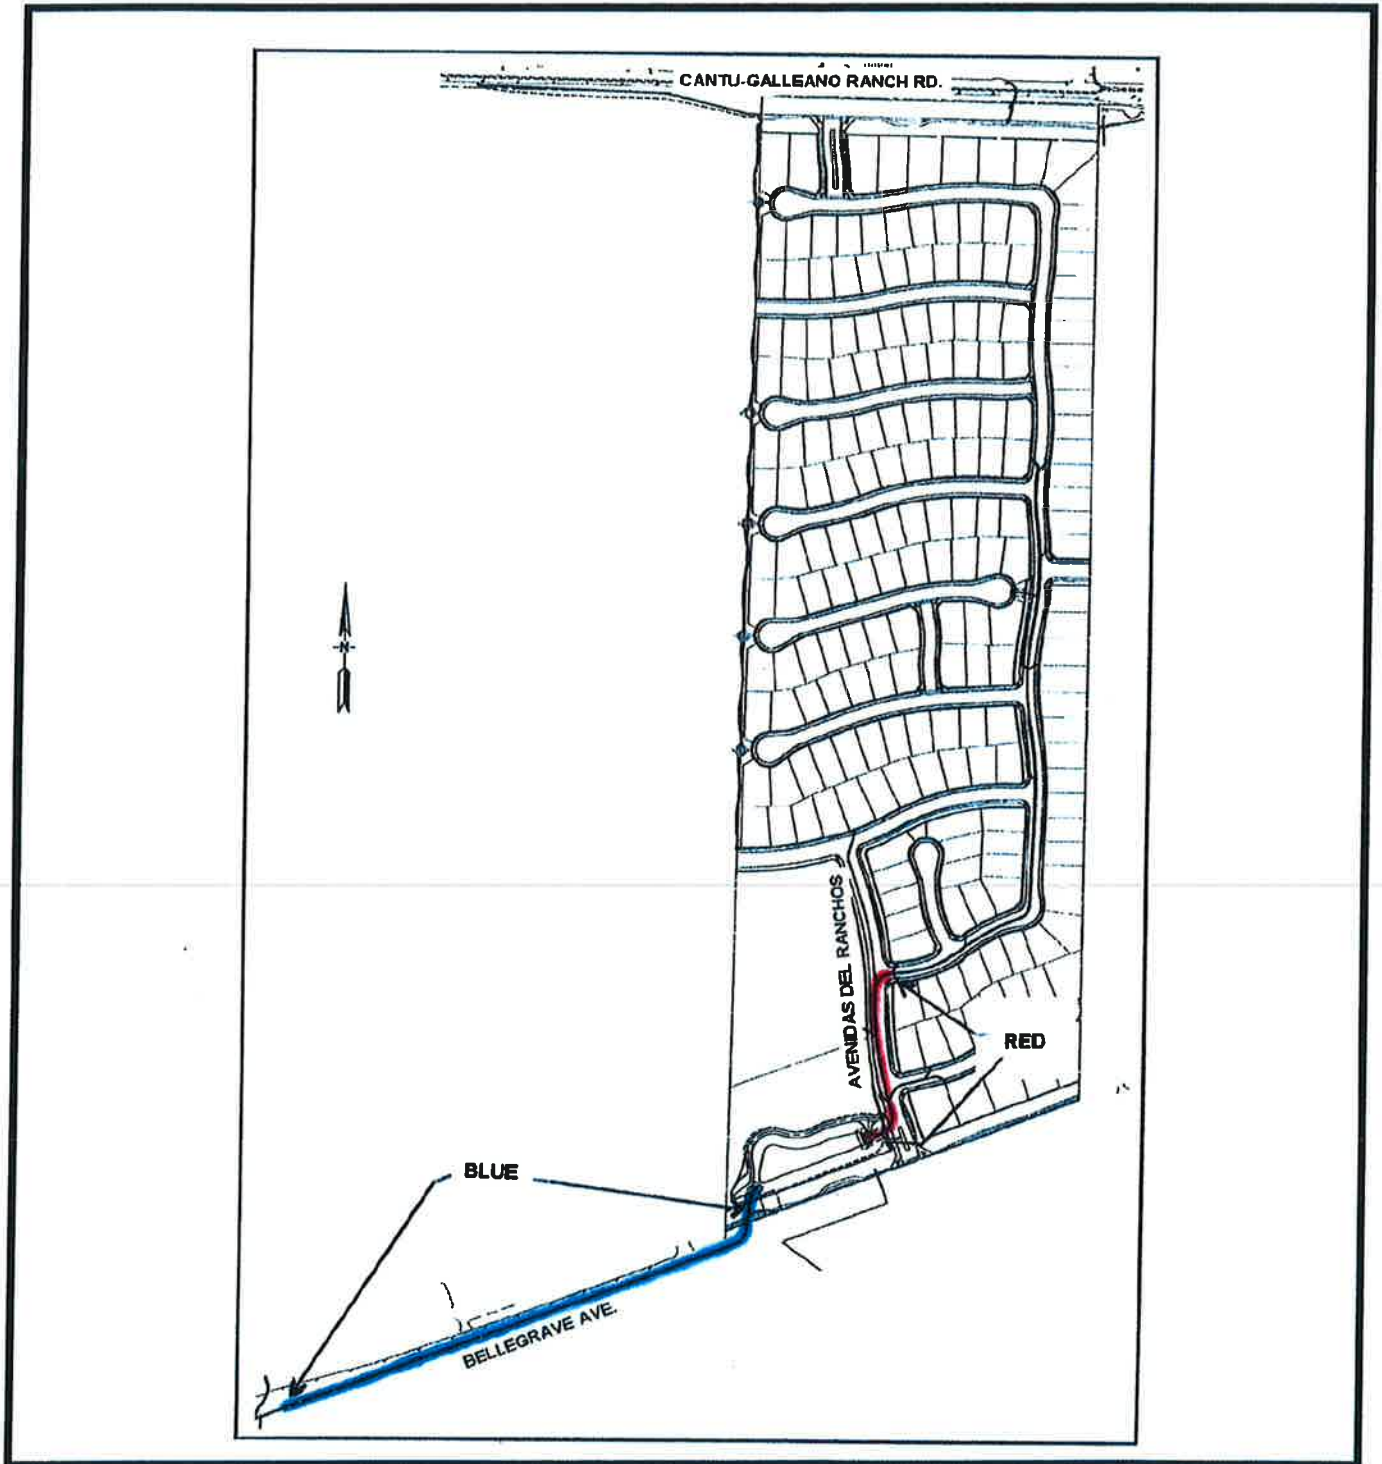 CANTU-GALLEANO RANCH RD.
N
AVENIDAS DEL RANCHOS
RED
BLUE
BELLEGRAVE AVE.